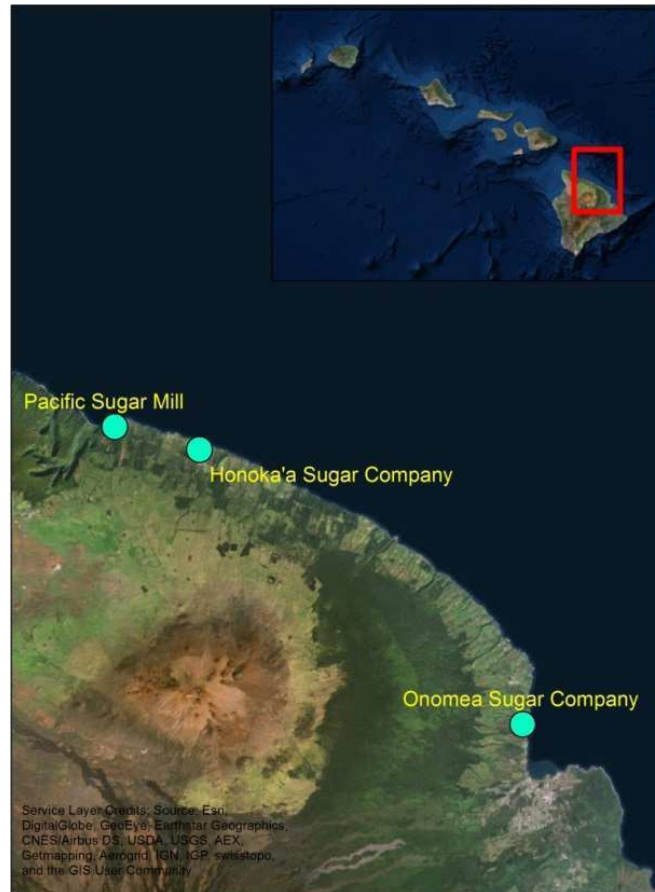 Pacific Sugar Mill
Honoka'a Sugar Company
Onomea Sugar Company
Service Layer Credits: Source: Esri,
DigitalGlobe, GeoEye, Earthstar Geographics,
CNES/Airbus DS, USDA, USGS, AEX,
Getmapping, Aerogrid, IGN, IGP, swisstopo,
and the GIS User Community